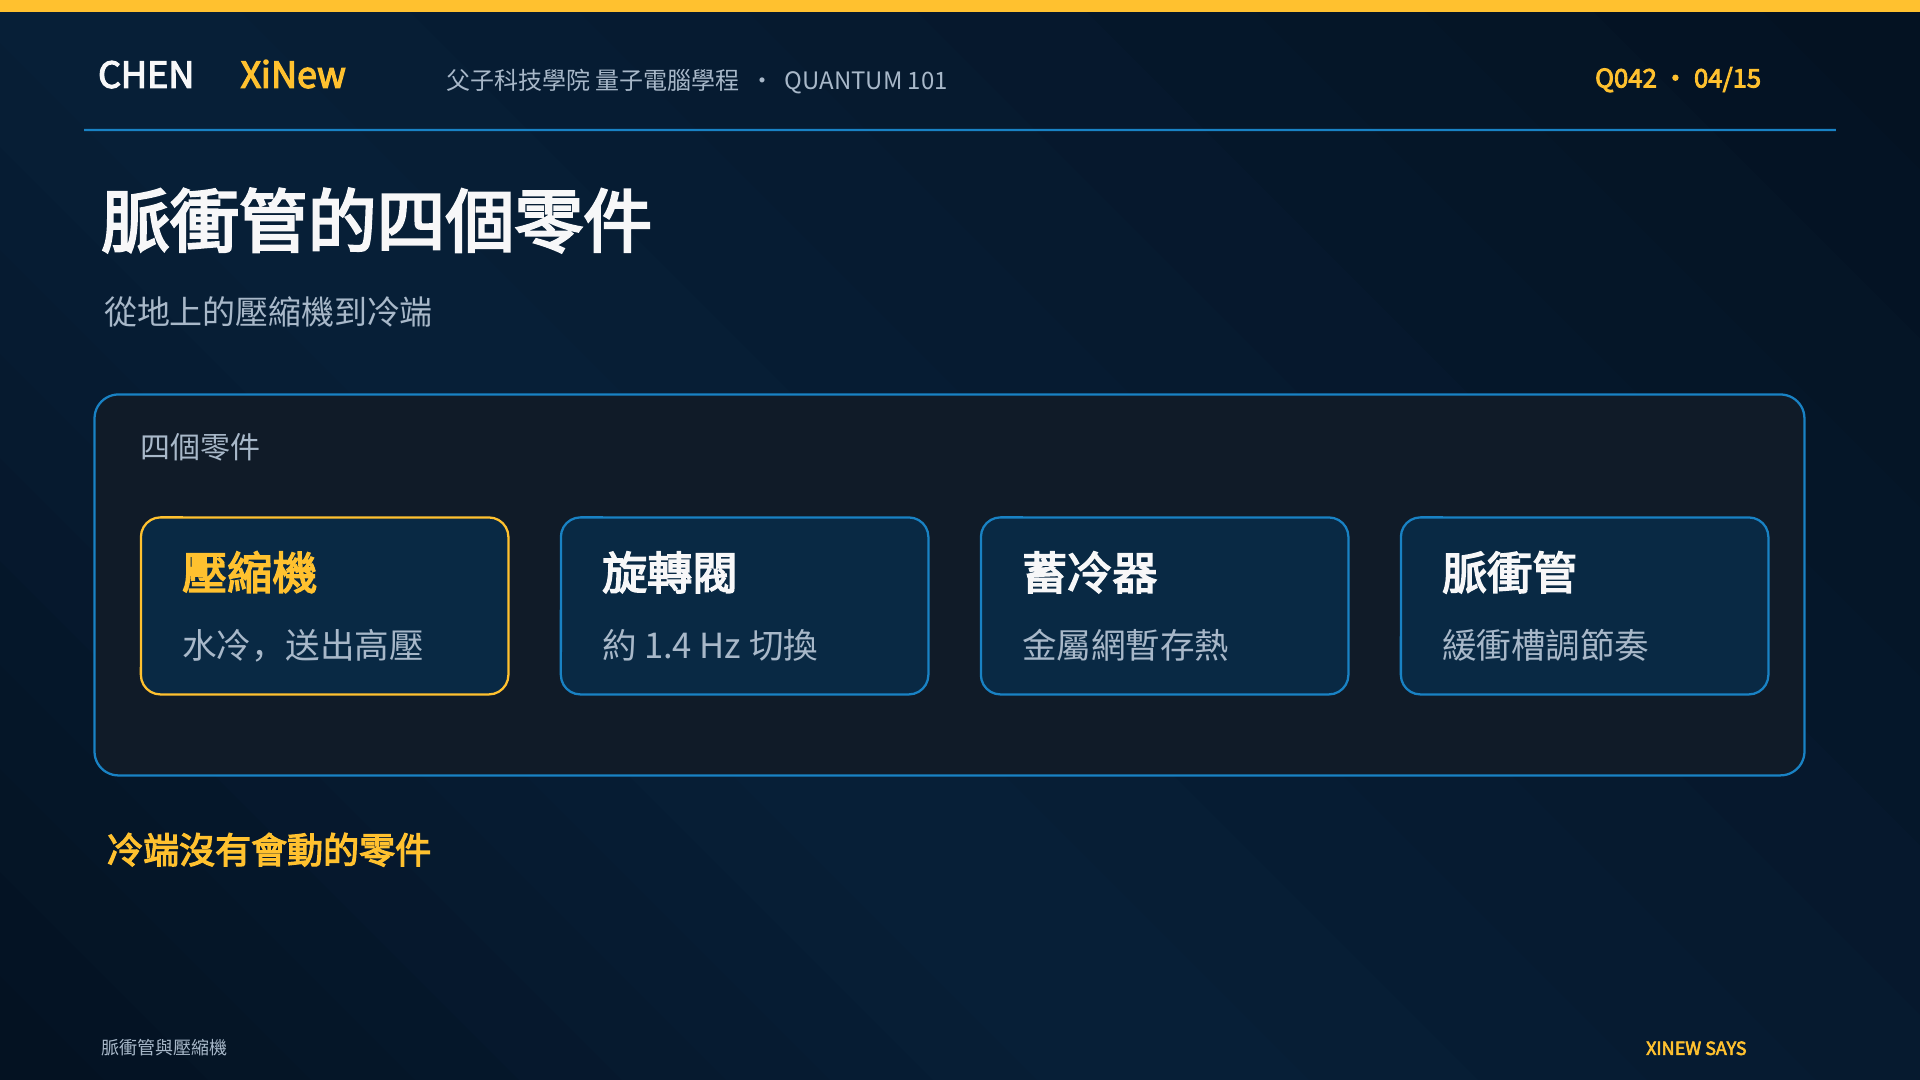 CHEN XiNew 父子科技學院 量子電腦學程 · QUANTUM 101 Q042 · 04/15
脈衝管的四個零件
從地上的壓縮機到冷端
四個零件
壓縮機 旋轉閥 蓄冷器 脈衝管
水冷，送出高壓 約 1.4 Hz 切換 金屬網暫存熱 緩衝槽調節奏
冷端沒有會動的零件
脈衝管與壓縮機 XINEW SAYS